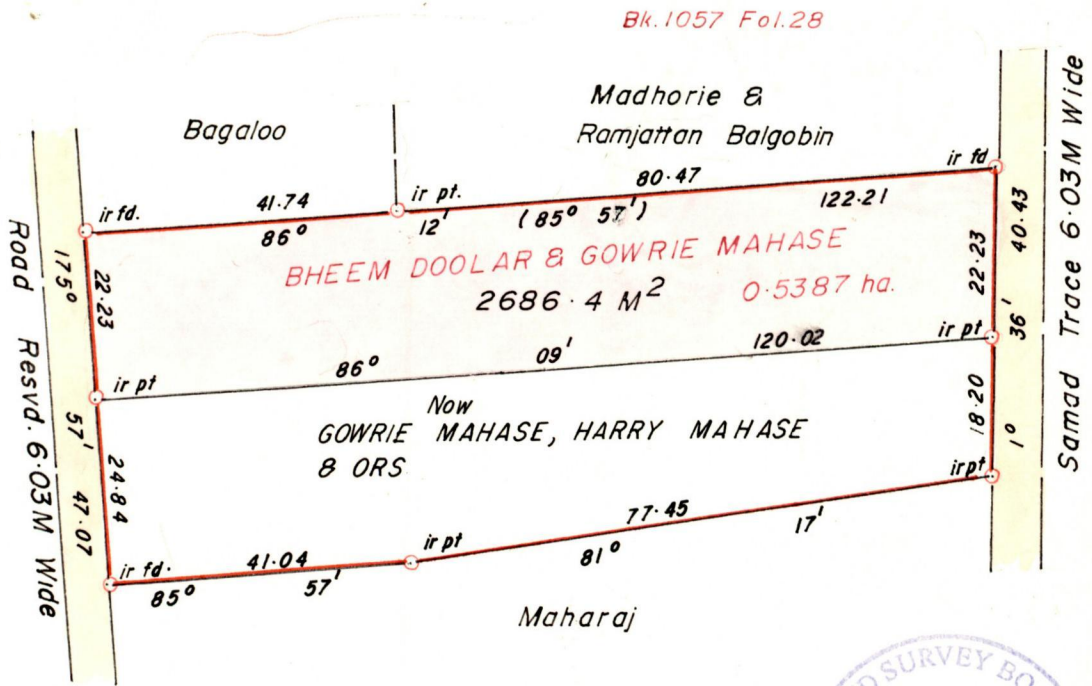 Bk. 1057 Fol. 28
Madhorie &
Ramjattan Balgobin
Bagaloo
ir fd
80·47
122·21
ir pt.
41·74
ir fd.
86° 12' (85° 57')
BHEEM DOOLAR & GOWRIE MAHASE
2686·4 M² 0·5387 ha.
ir pt
120·02
86° 09'
ir pt
Now
GOWRIE MAHASE, HARRY MAHASE
& ORS
ir pt
77·45
81° 17'
ir pt
41·04
ir fd.
85° 57'
Maharaj
Road Resvd. 6·03M Wide
175° 57' 47·07
22·23
24·84
22·23
18·20
1° 36' 40·43
Samad Trace 6·03M Wide
SURVEY BO